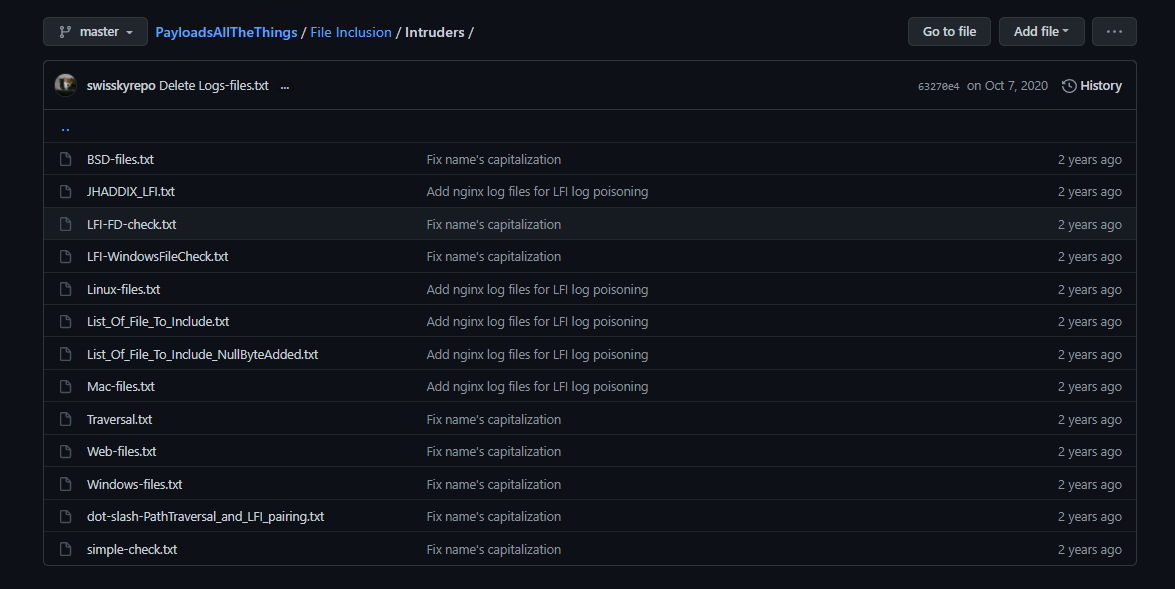 master PayloadsAllTheThings / File Inclusion / Intruders / Go to file Add file ...
swisskyrepo Delete Logs-files.txt ... 63270e4 on Oct 7, 2020 History
..
BSD-files.txt Fix name's capitalization 2 years ago
JHADDIX_LFI.txt Add nginx log files for LFI log poisoning 2 years ago
LFI-FD-check.txt Fix name's capitalization 2 years ago
LFI-WindowsFileCheck.txt Fix name's capitalization 2 years ago
Linux-files.txt Add nginx log files for LFI log poisoning 2 years ago
List_Of_File_To_Include.txt Add nginx log files for LFI log poisoning 2 years ago
List_Of_File_To_Include_NullByteAdded.txt Add nginx log files for LFI log poisoning 2 years ago
Mac-files.txt Add nginx log files for LFI log poisoning 2 years ago
Traversal.txt Fix name's capitalization 2 years ago
Web-files.txt Fix name's capitalization 2 years ago
Windows-files.txt Fix name's capitalization 2 years ago
dot-slash-PathTraversal_and_LFI_pairing.txt Fix name's capitalization 2 years ago
simple-check.txt Fix name's capitalization 2 years ago